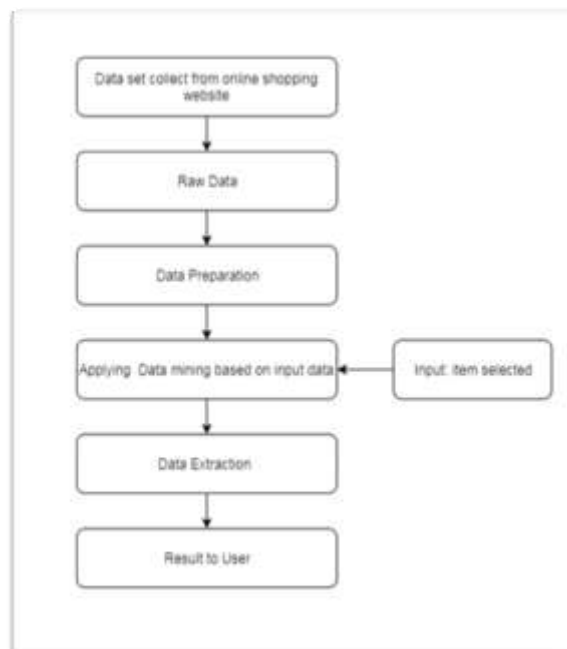 Data set collect from online shopping
website
Raw Data
Data Preparation
Applying Data mining based on input data
Input: item selected
Data Extraction
Result to User